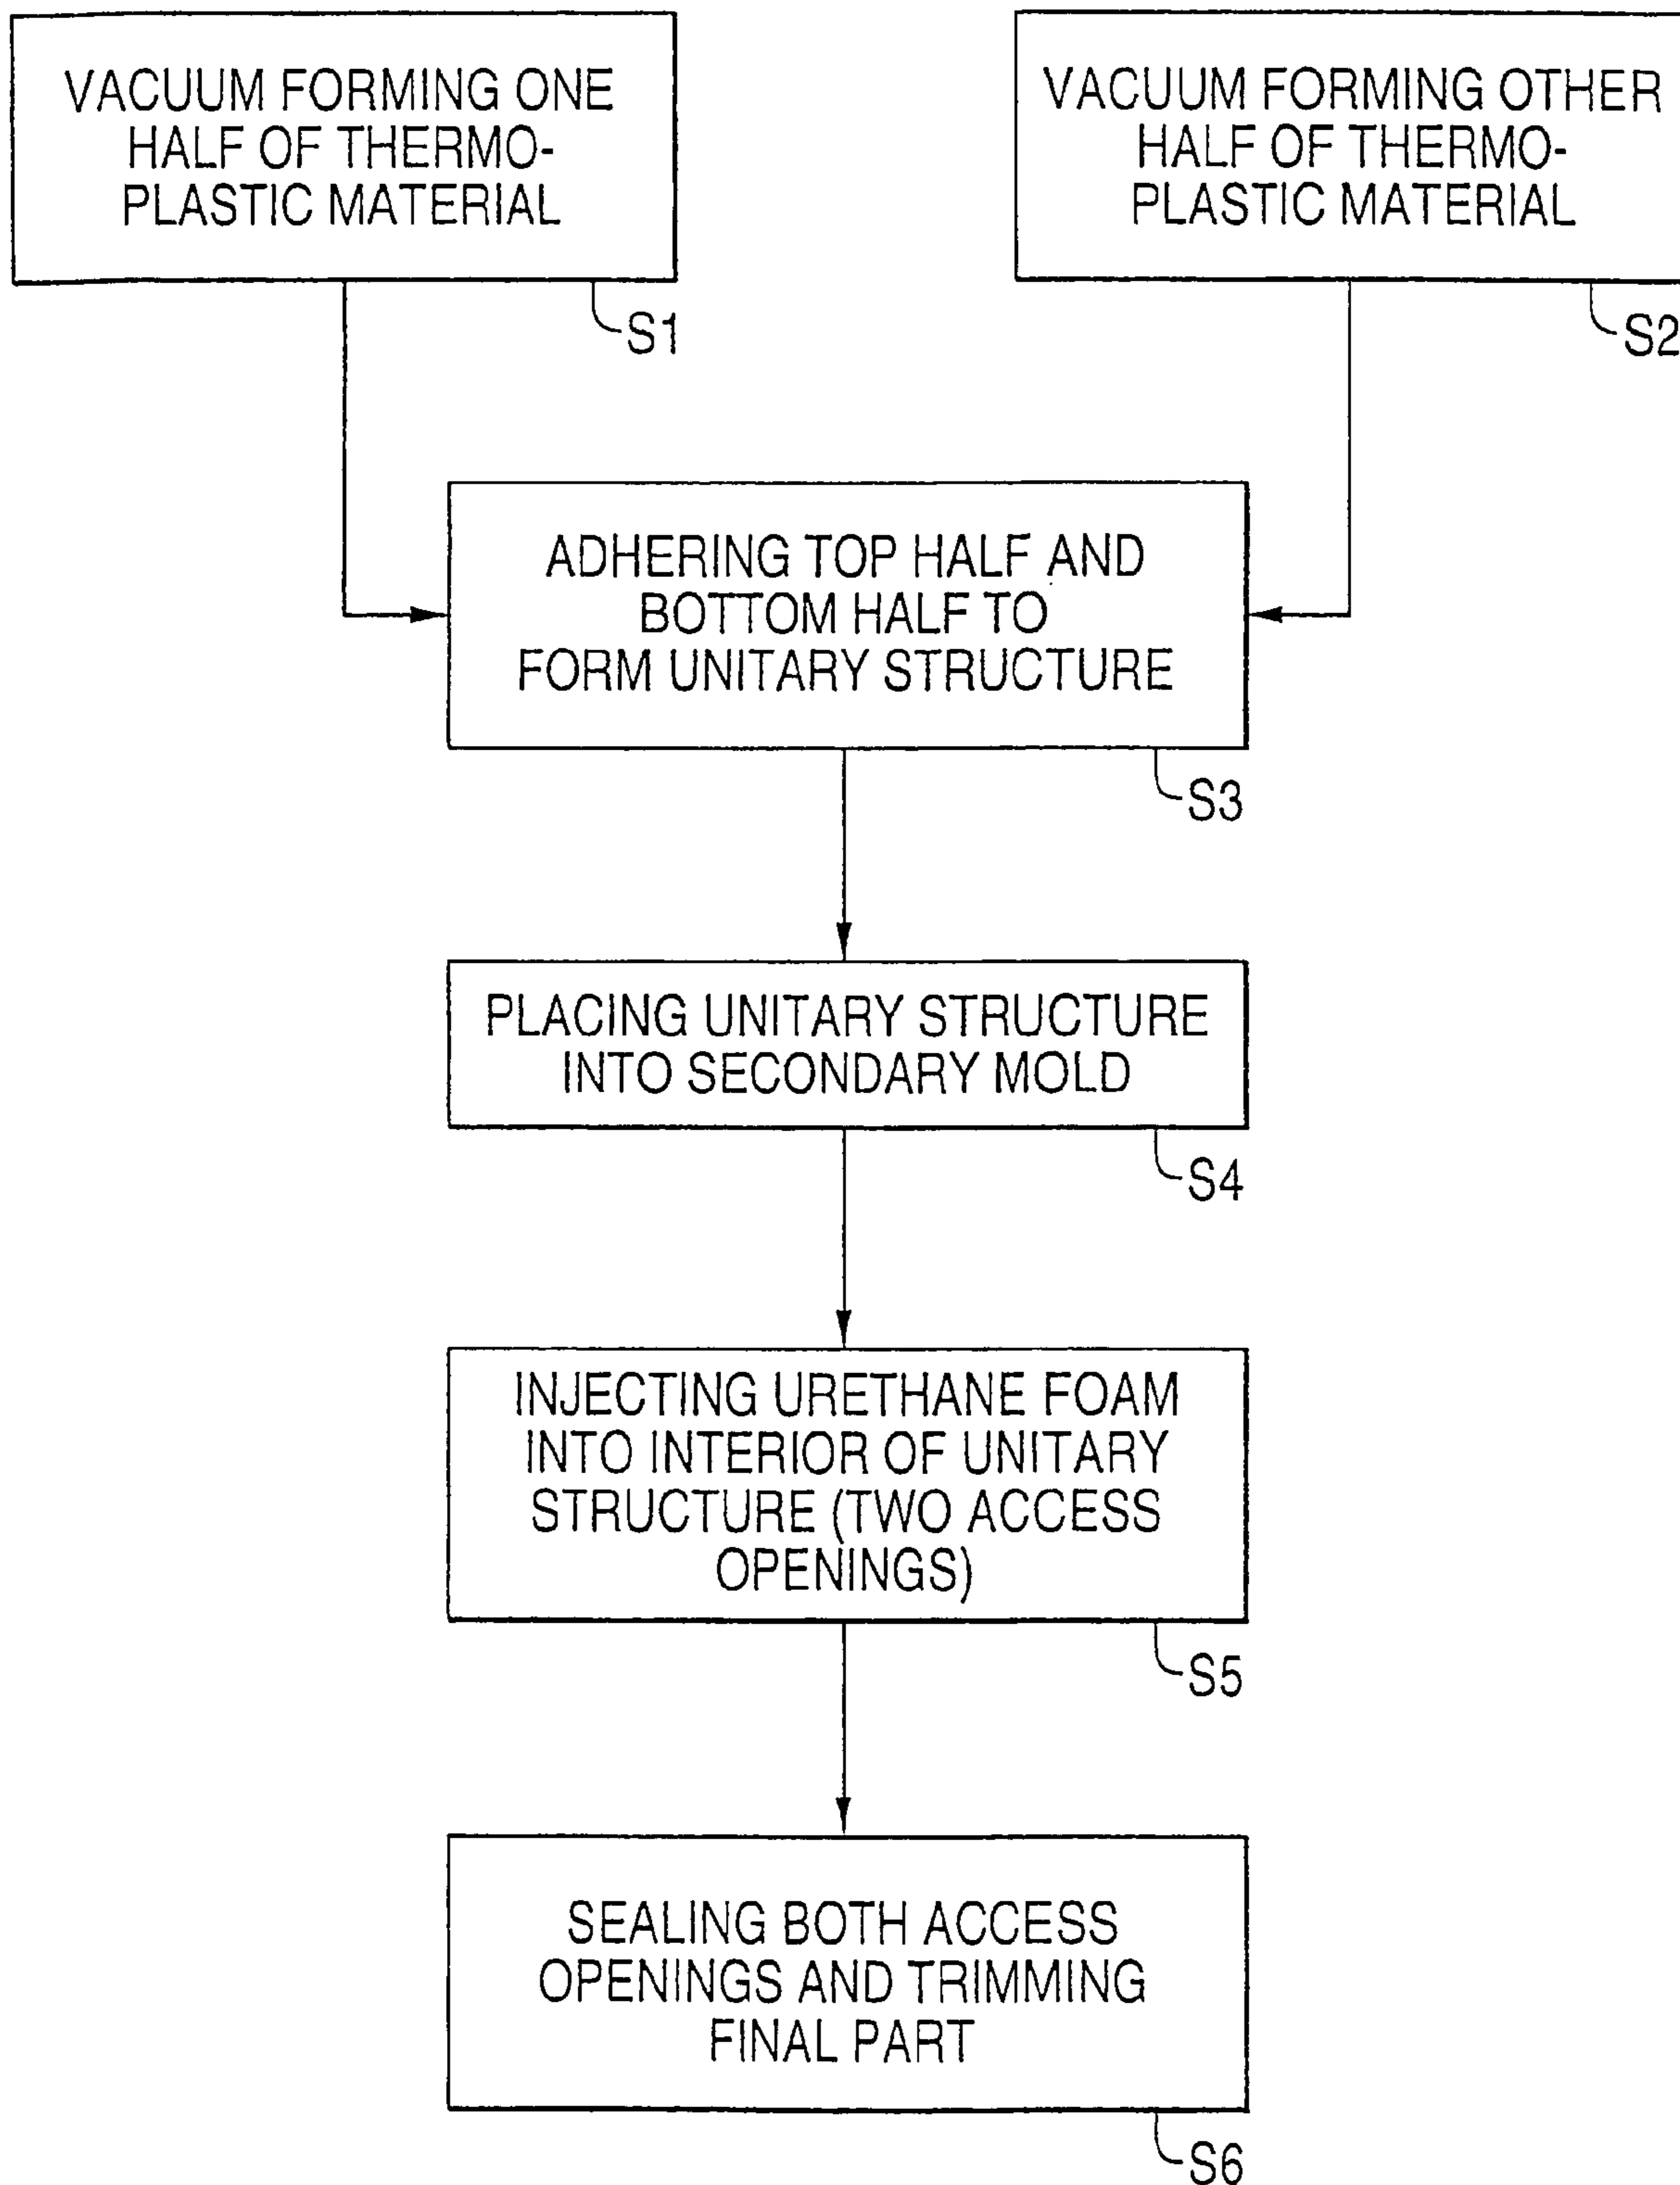 VACUUM FORMING ONE
HALF OF THERMO-
PLASTIC MATERIAL
S1
VACUUM FORMING OTHER
HALF OF THERMO-
PLASTIC MATERIAL
S2
ADHERING TOP HALF AND
BOTTOM HALF TO
FORM UNITARY STRUCTURE
S3
PLACING UNITARY STRUCTURE
INTO SECONDARY MOLD
S4
INJECTING URETHANE FOAM
INTO INTERIOR OF UNITARY
STRUCTURE (TWO ACCESS
OPENINGS)
S5
SEALING BOTH ACCESS
OPENINGS AND TRIMMING
FINAL PART
S6